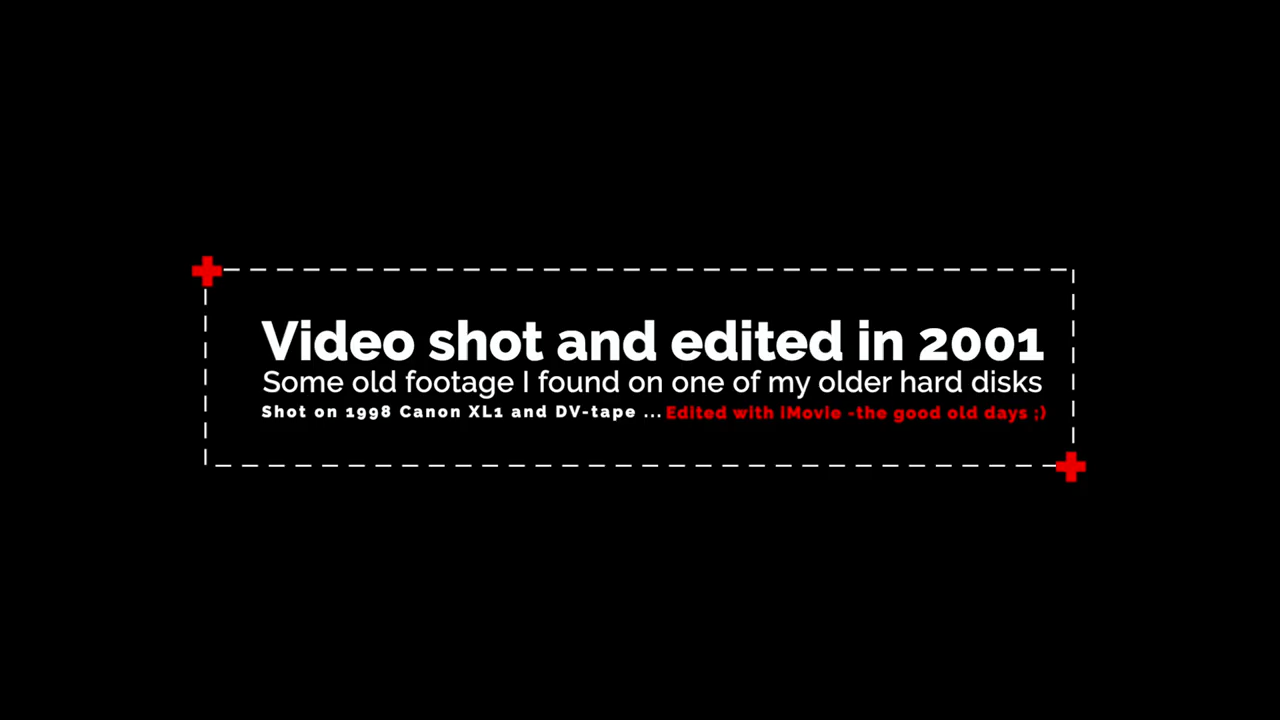 Video shot and edited in 2001
Some old footage I found on one of my older hard disks
Shot on 1998 Canon XL1 and DV-tape ... Edited with iMovie -the good old days ;)